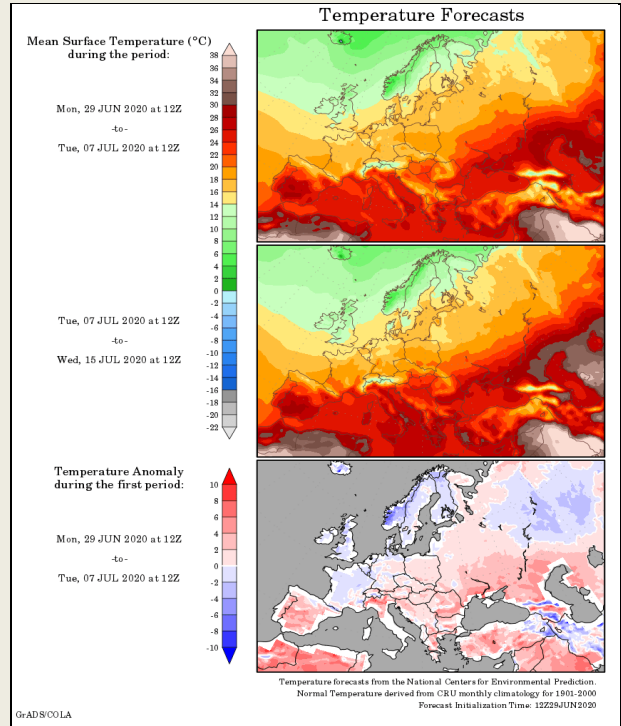 Temperature Forecasts
Mean Surface Temperature (°C)
during the period:
Mon, 29 JUN 2020 at 12Z
-to-
Tue, 07 JUL 2020 at 12Z
38
36
34
32
30
28
26
24
22
20
18
16
14
12
10
8
6
4
2
0
-2
-4
-6
-8
-10
-12
-14
-16
-18
-20
-22
Tue, 07 JUL 2020 at 12Z
-to-
Wed, 15 JUL 2020 at 12Z
Temperature Anomaly
during the first period:
Mon, 29 JUN 2020 at 12Z
-to-
Tue, 07 JUL 2020 at 12Z
10
8
6
4
2
0
-2
-4
-6
-8
-10
Temperature forecasts from the National Centers for Environmental Prediction.
Normal Temperature derived from CRU monthly climatology for 1901-2000
Forecast Initialization Time: 12Z29JUN2020
GrADS/COLA